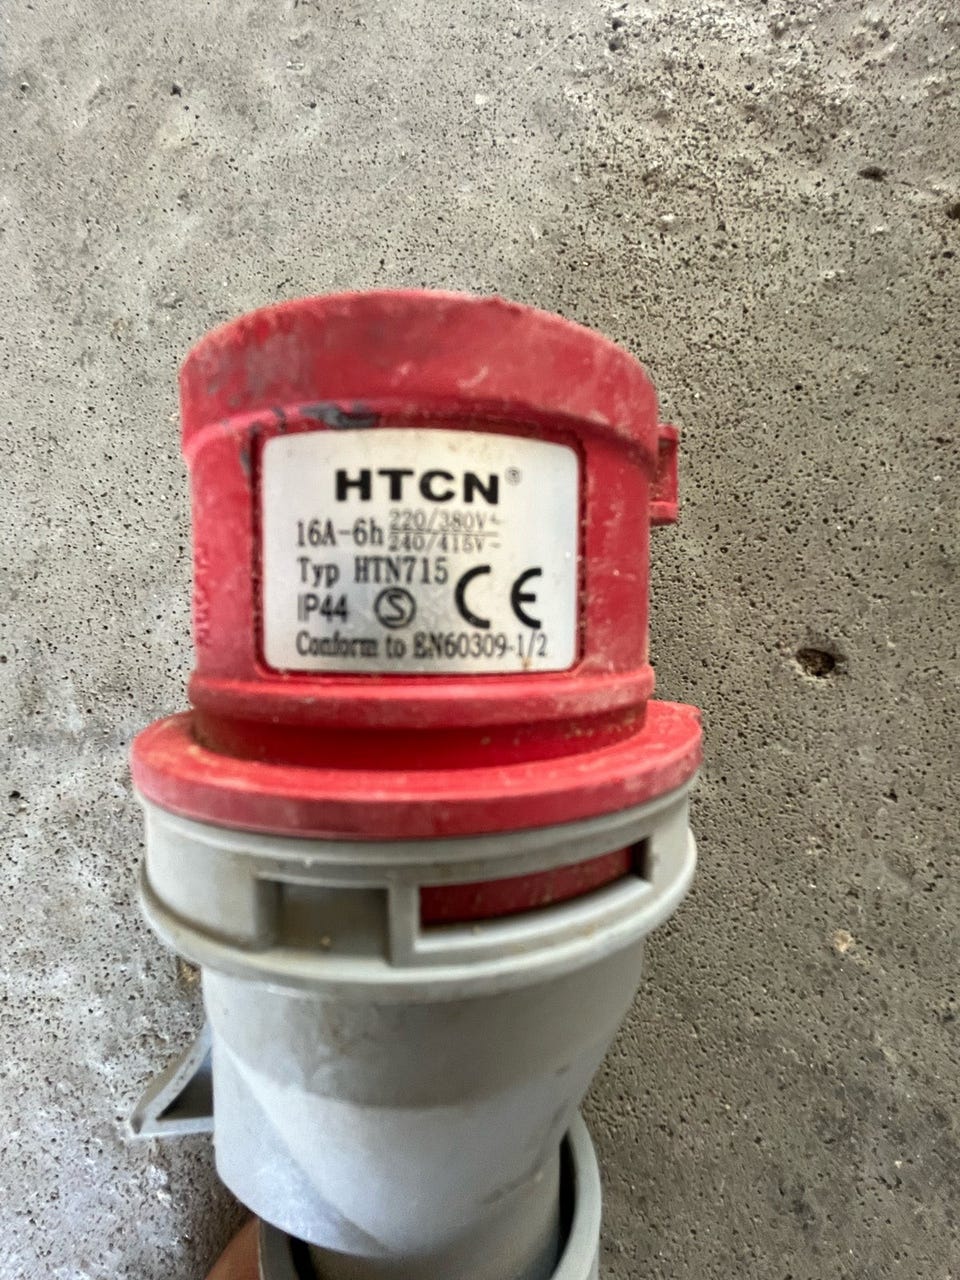 HTCN®
16A-6h 220/380V~
240/415V~
Typ HTN715
IP44 S CE
Conform to EN60309-1/2